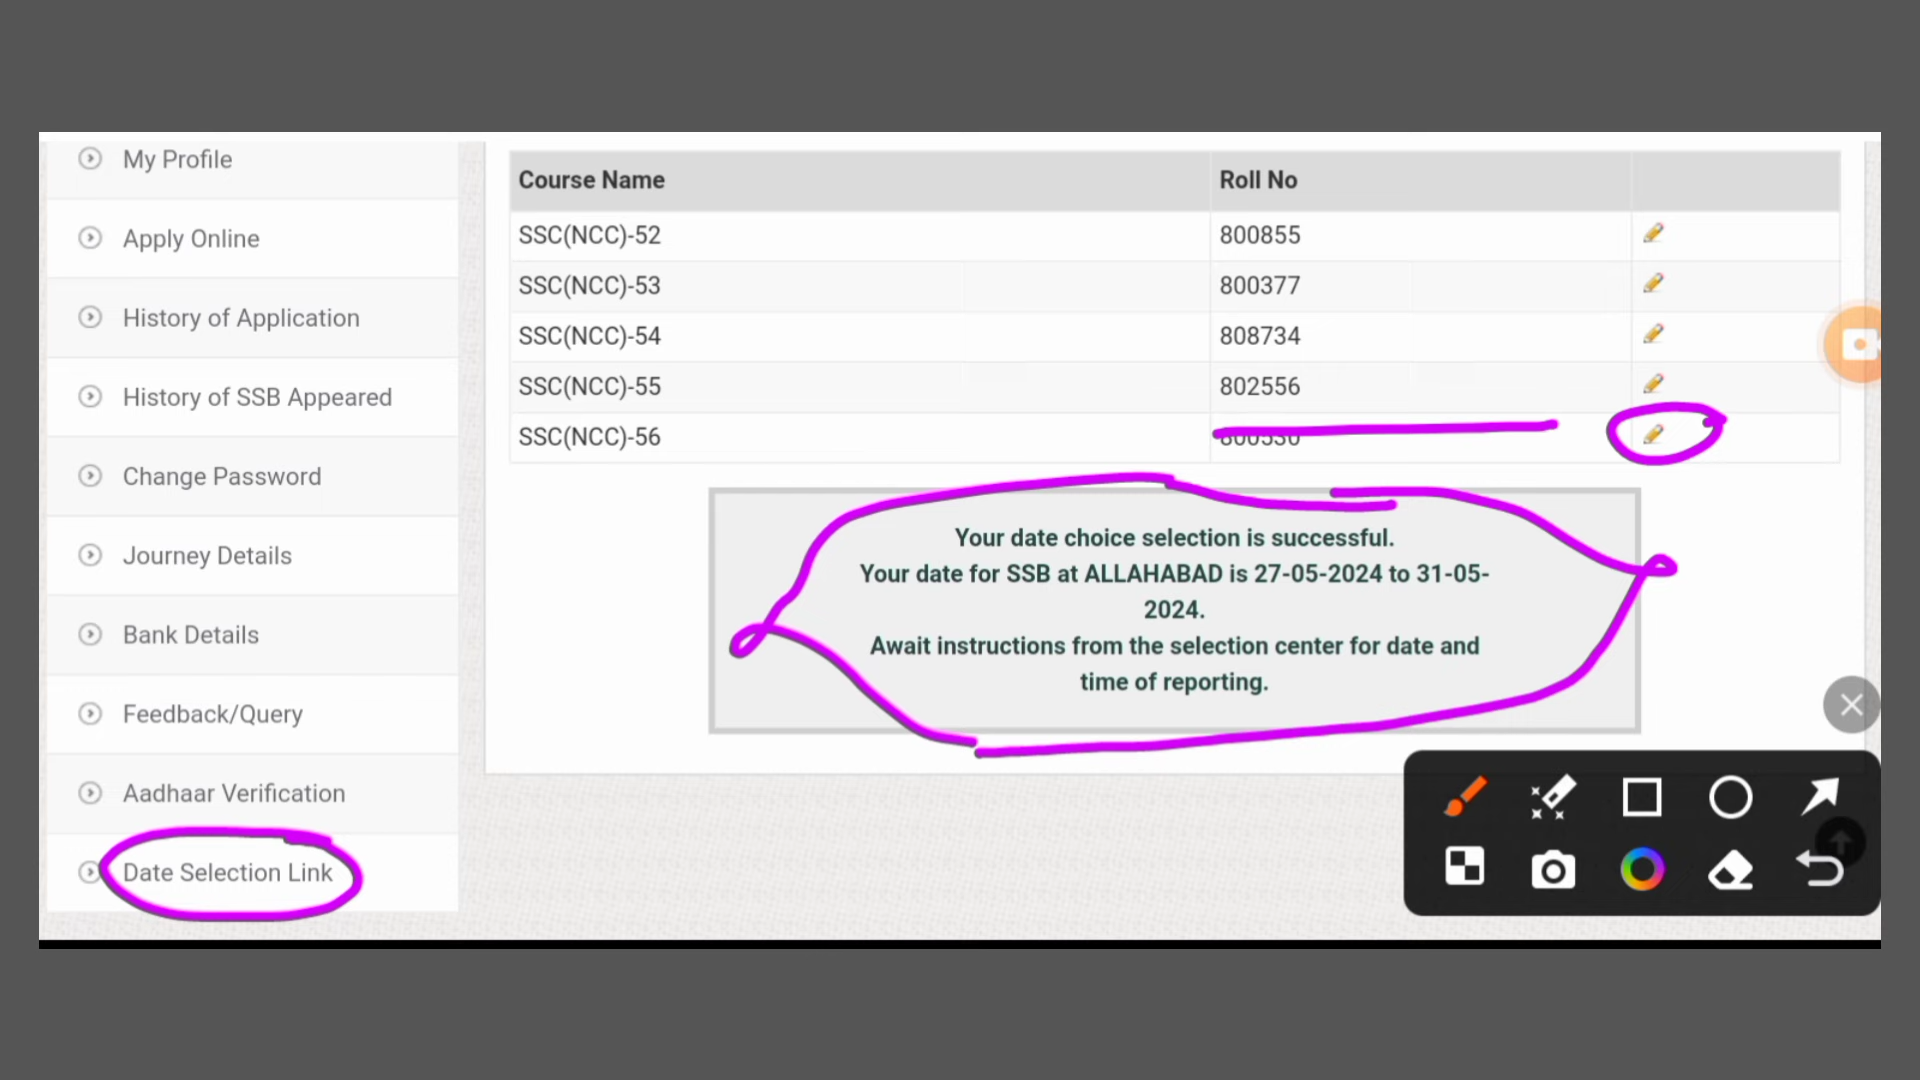 My Profile
Apply Online
History of Application
History of SSB Appeared
Change Password
Journey Details
Bank Details
Feedback/Query
Aadhaar Verification
Date Selection Link
Course Name Roll No
SSC(NCC)-52 800855
SSC(NCC)-53 800377
SSC(NCC)-54 808734
SSC(NCC)-55 802556
SSC(NCC)-56
Your date choice selection is successful.
Your date for SSB at ALLAHABAD is 27-05-2024 to 31-05-
2024.
Await instructions from the selection center for date and
time of reporting.